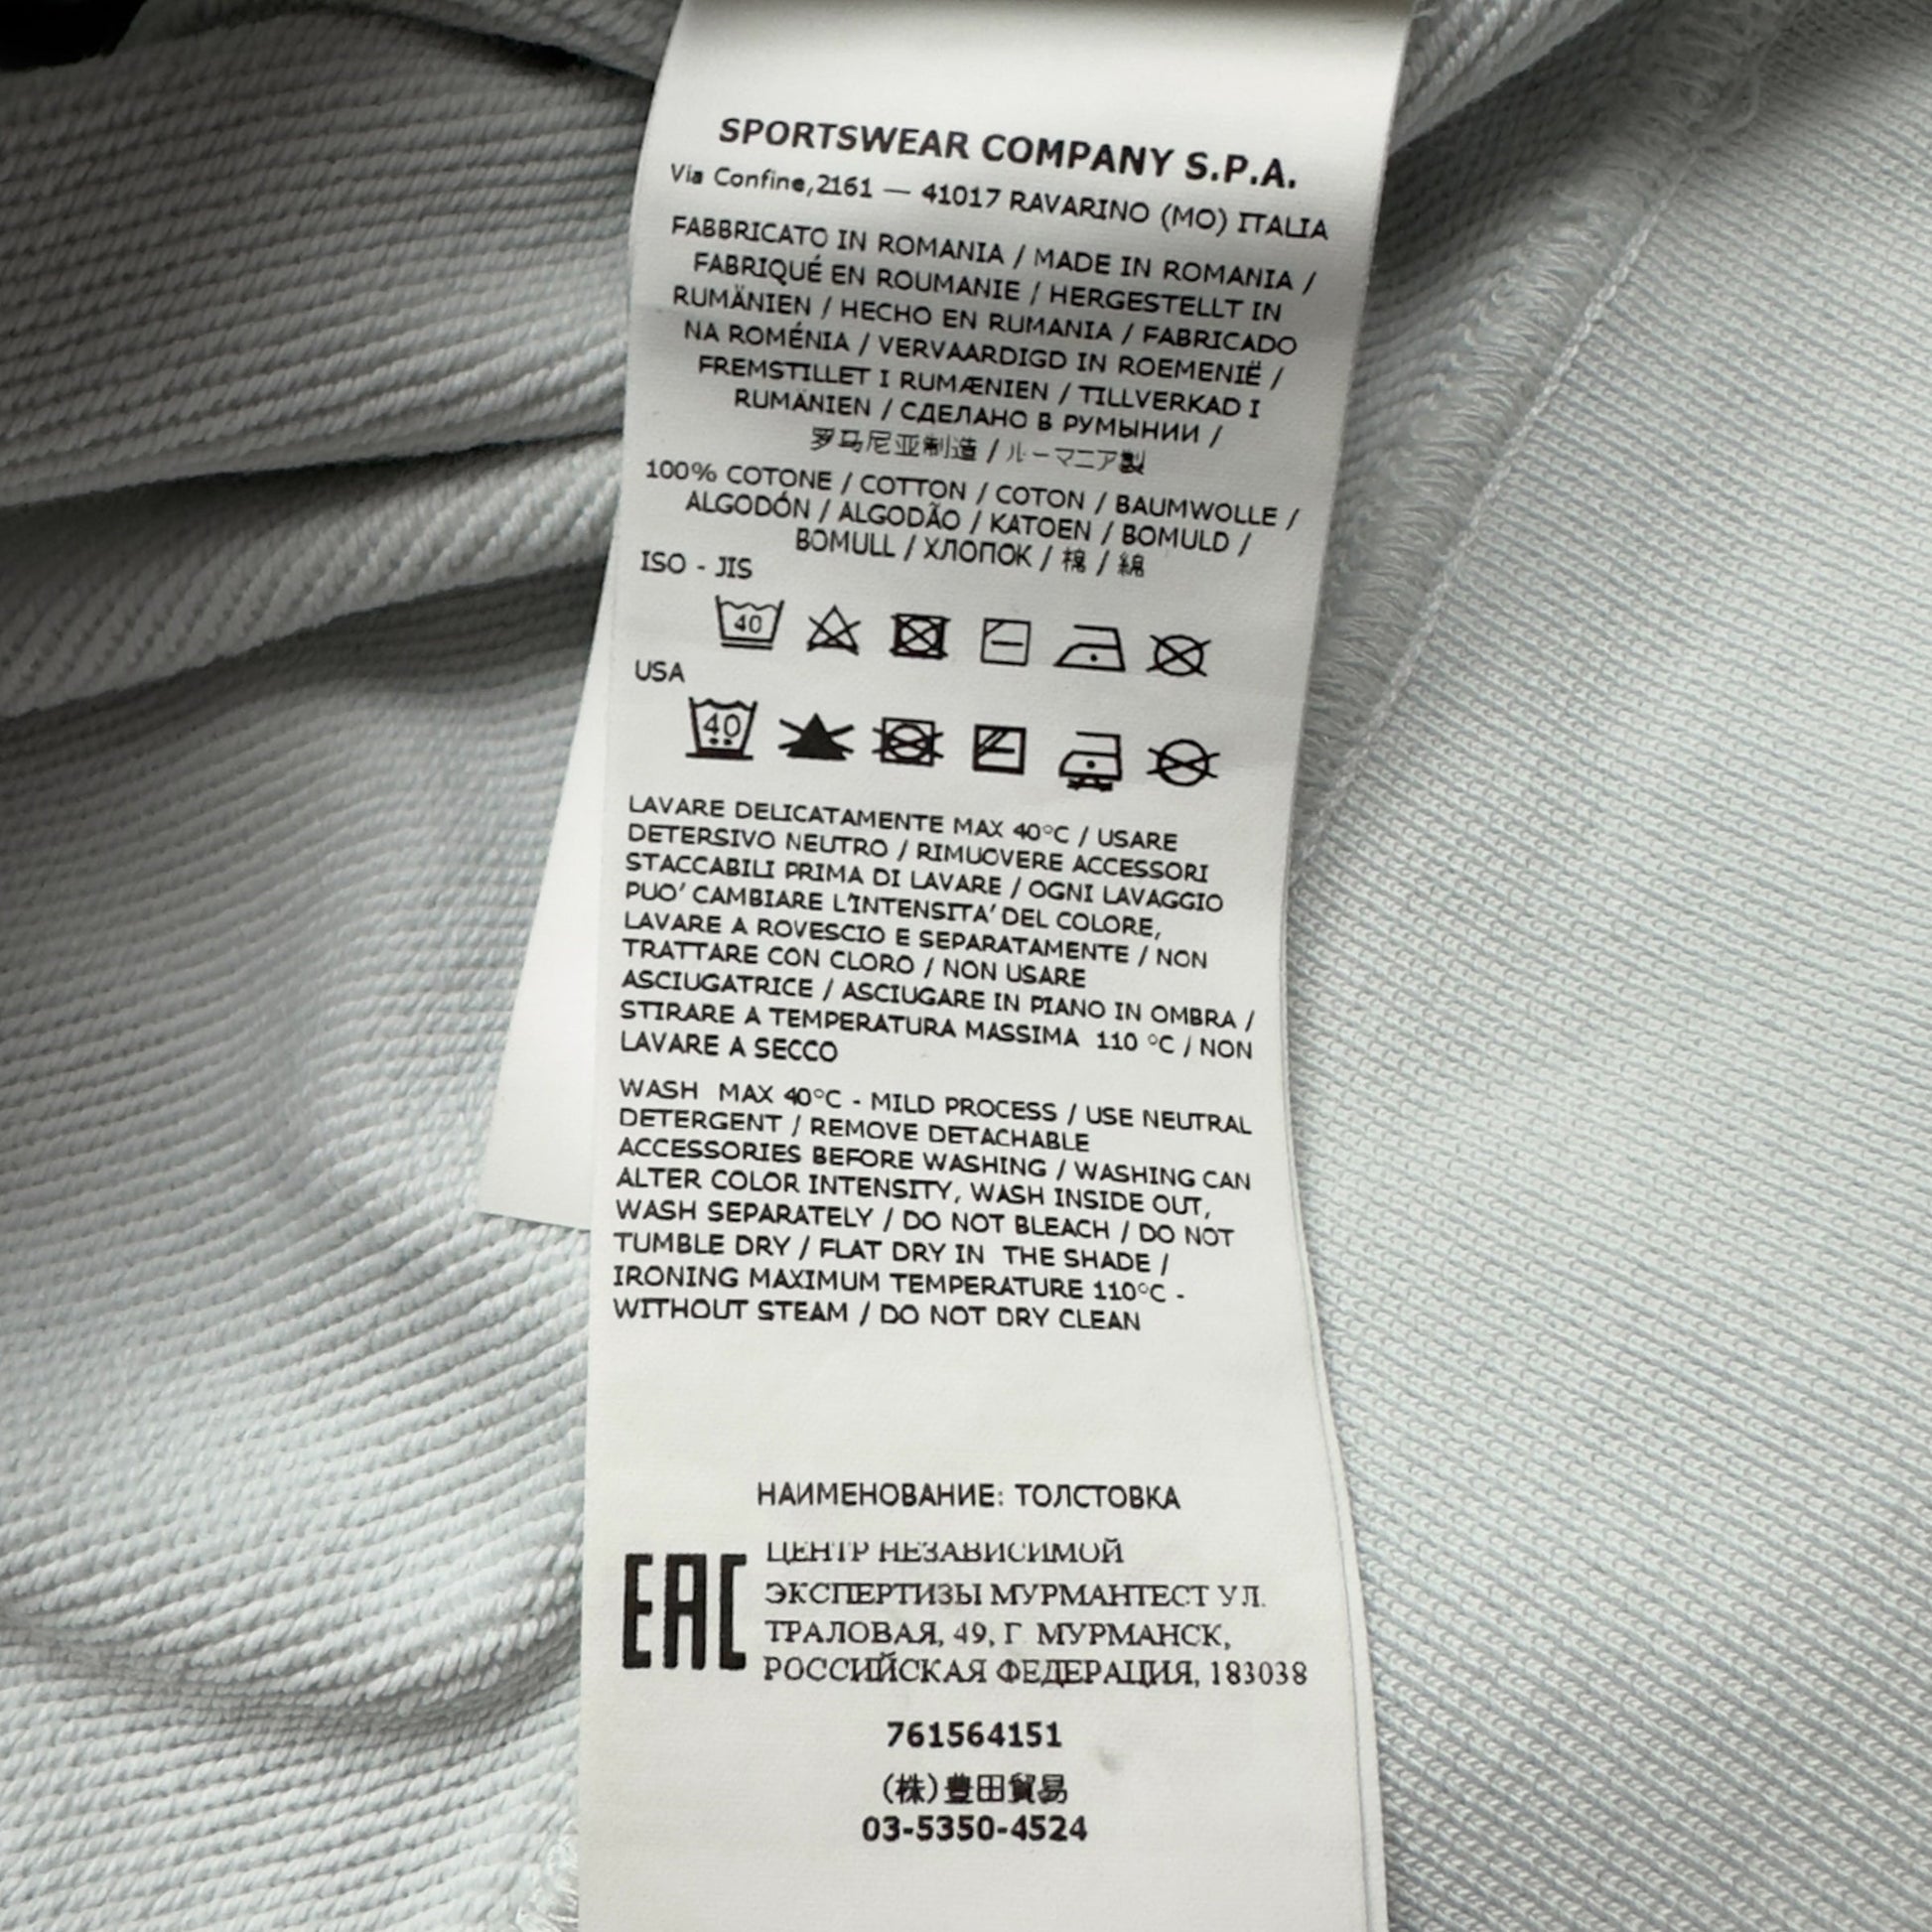 SPORTSWEAR COMPANY S.P.A.
Via Confine,2161 — 41017 RAVARINO (MO) ITALIA
FABBRICATO IN ROMANIA / MADE IN ROMANIA /
FABRIQUÉ EN ROUMANIE / HERGESTELLT IN
RUMÄNIEN / HECHO EN RUMANIA / FABRICADO
NA ROMÉNIA / VERVAARDIGD IN ROEMENIË /
FREMSTILLET I RUMÆNIEN / TILLVERKAD I
RUMÄNIEN / СДЕЛАНО В РУМЫНИИ /
罗马尼亚制造 / ルーマニア製
100% COTONE / COTTON / COTON / BAUMWOLLE /
ALGODÓN / ALGODÃO / KATOEN / BOMULD /
BOMULL / ХЛОПОК / 棉 / 綿
ISO - JIS
40
USA
40
LAVARE DELICATAMENTE MAX 40°C / USARE
DETERSIVO NEUTRO / RIMUOVERE ACCESSORI
STACCABILI PRIMA DI LAVARE / OGNI LAVAGGIO
PUO' CAMBIARE L'INTENSITA' DEL COLORE,
LAVARE A ROVESCIO E SEPARATAMENTE / NON
TRATTARE CON CLORO / NON USARE
ASCIUGATRICE / ASCIUGARE IN PIANO IN OMBRA /
STIRARE A TEMPERATURA MASSIMA 110 °C / NON
LAVARE A SECCO
WASH MAX 40°C - MILD PROCESS / USE NEUTRAL
DETERGENT / REMOVE DETACHABLE
ACCESSORIES BEFORE WASHING / WASHING CAN
ALTER COLOR INTENSITY, WASH INSIDE OUT,
WASH SEPARATELY / DO NOT BLEACH / DO NOT
TUMBLE DRY / FLAT DRY IN THE SHADE /
IRONING MAXIMUM TEMPERATURE 110°C -
WITHOUT STEAM / DO NOT DRY CLEAN
НАИМЕНОВАНИЕ: ТОЛСТОВКА
EAC
ЦЕНТР НЕЗАВИСИМОЙ
ЭКСПЕРТИЗЫ МУРМАНТЕСТ УЛ.
ТРАЛОВАЯ, 49, Г МУРМАНСК,
РОССИЙСКАЯ ФЕДЕРАЦИЯ, 183038
761564151
(株)豊田貿易
03-5350-4524